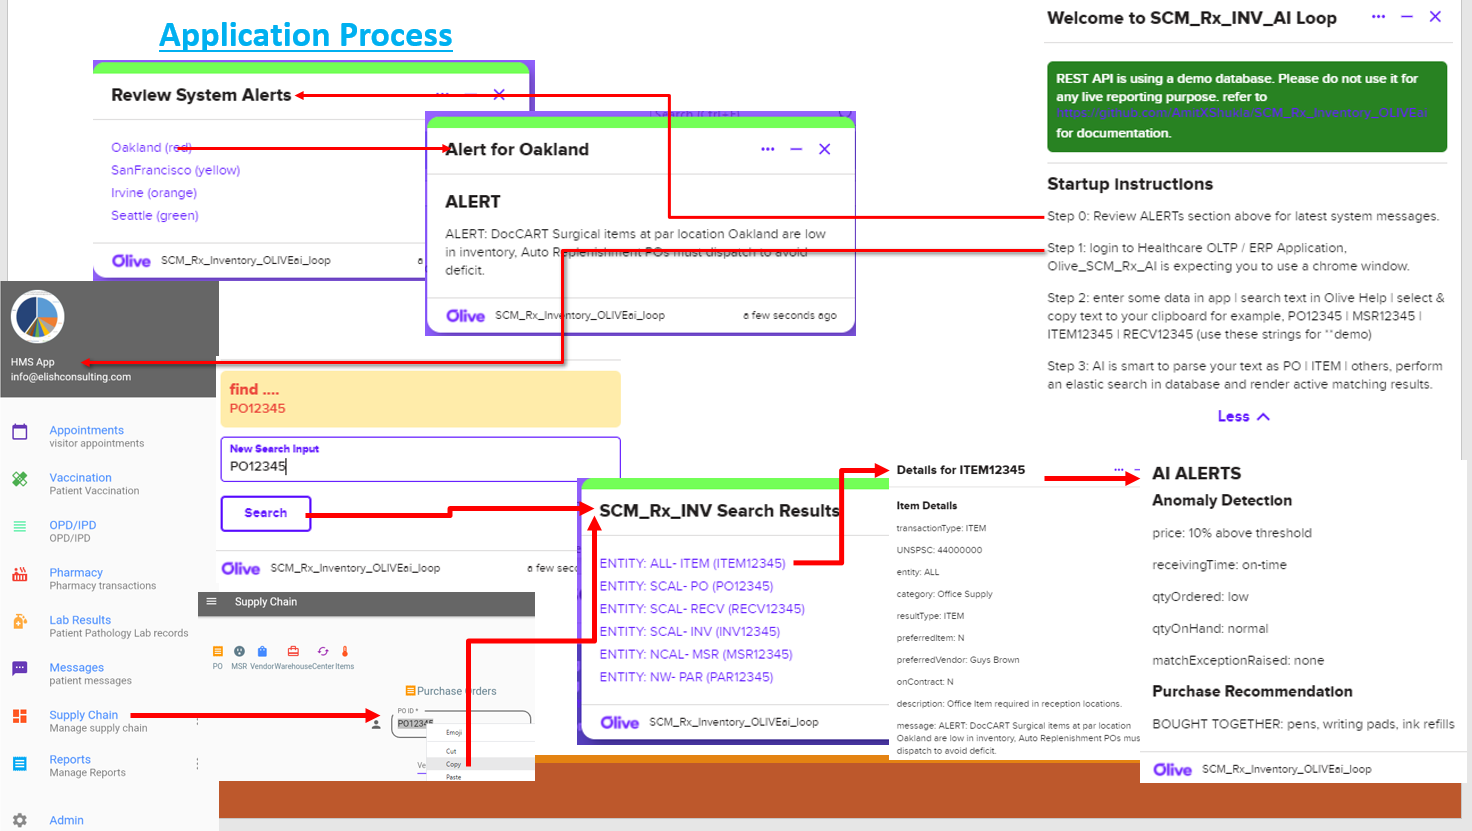 Application Process
Review System Alerts
Oakland (red)
SanFrancisco (yellow)
Irvine (orange)
Seattle (green)
Olive SCM_Rx_Inventory_OLIVEai_loop a
Alert for Oakland
ALERT
ALERT: DocCART Surgical items at par location Oakland are low
in inventory, Auto Replenishment POs must dispatch to avoid
deficit.
Olive SCM_Rx_Inventory_OLIVEai_loop a few seconds ago
Welcome to SCM_Rx_INV_AI Loop
REST API is using a demo database. Please do not use it for
any live reporting purpose. refer to
https://github.com/AmitXShukla/SCM_Rx_Inventory_OLIVEai
for documentation.
Startup instructions
Step 0: Review ALERTs section above for latest system messages.
Step 1: login to Healthcare OLTP / ERP Application,
Olive_SCM_Rx_AI is expecting you to use a chrome window.
Step 2: enter some data in app | search text in Olive Help | select &
copy text to your clipboard for example, PO12345 | MSR12345 |
ITEM12345 | RECV12345 (use these strings for **demo)
Step 3: AI is smart to parse your text as PO | ITEM | others, perform
an elastic search in database and render active matching results.
Less
HMS App
info@elishconsulting.com
Appointments
visitor appointments
Vaccination
Patient Vaccination
OPD/IPD
OPD/IPD
Pharmacy
Pharmacy transactions
Lab Results
Patient Pathology Lab records
Messages
patient messages
Supply Chain
Manage supply chain
Reports
Manage Reports
Admin
find ....
PO12345
New Search Input
PO12345
Search
Olive SCM_Rx_Inventory_OLIVEai_loop a few
Supply Chain
PO MSR Vendor Warehouse Center Items
Purchase Orders
PO ID *
PO12345
Emoji
Cut
Copy
Paste
Ve
SCM_Rx_INV Search Results
ENTITY: ALL- ITEM (ITEM12345)
ENTITY: SCAL- PO (PO12345)
ENTITY: SCAL- RECV (RECV12345)
ENTITY: SCAL- INV (INV12345)
ENTITY: NCAL- MSR (MSR12345)
ENTITY: NW- PAR (PAR12345)
Olive SCM_Rx_Inventory_OLIVEai_loop
Details for ITEM12345
Item Details
transactionType: ITEM
UNSPSC: 44000000
entity: ALL
category: Office Supply
resultType: ITEM
preferredItem: N
preferredVendor: Guys Brown
onContract: N
description: Office Item required in reception locations.
message: ALERT: DocCART Surgical items at par location
Oakland are low in inventory, Auto Replenishment POs mus
dispatch to avoid deficit.
AI ALERTS
Anomaly Detection
price: 10% above threshold
receivingTime: on-time
qtyOrdered: low
qtyOnHand: normal
matchExceptionRaised: none
Purchase Recommendation
BOUGHT TOGETHER: pens, writing pads, ink refills
Olive SCM_Rx_Inventory_OLIVEai_loop